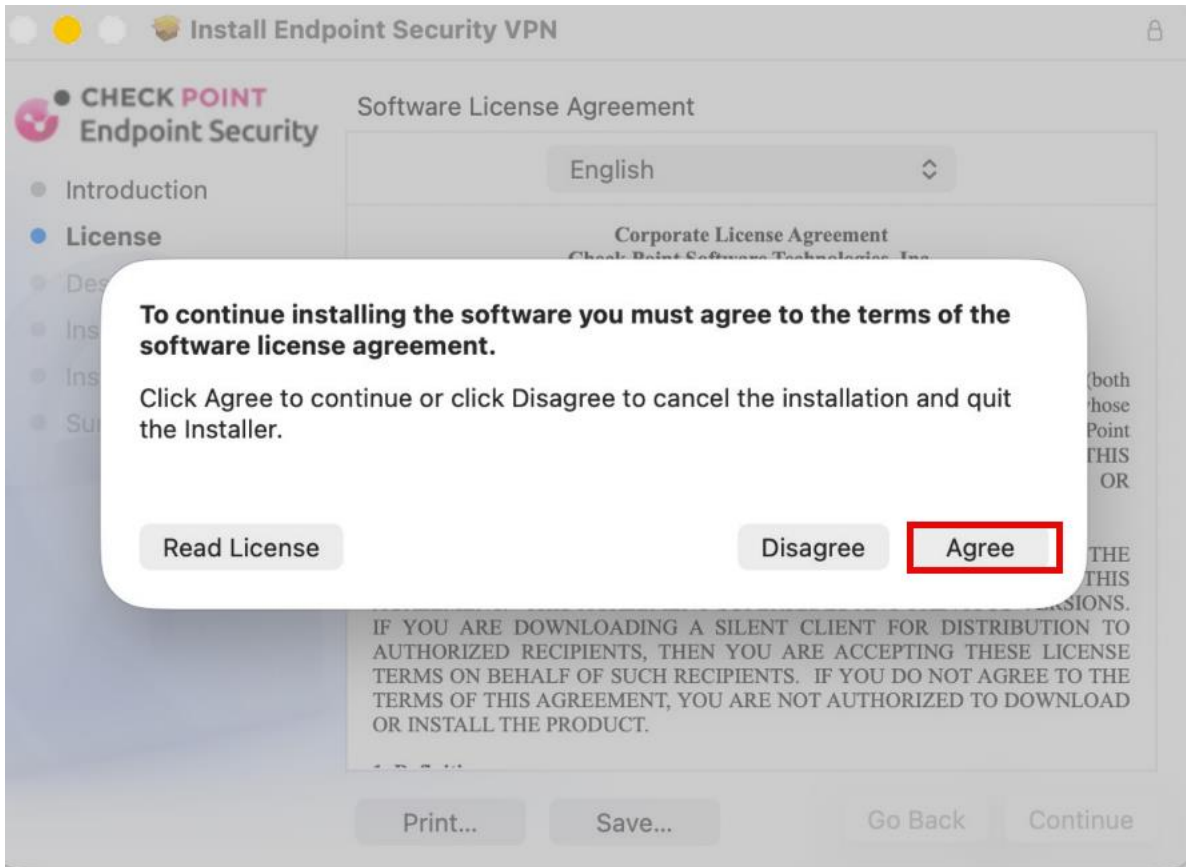 Install Endpoint Security VPN
CHECK POINT
Endpoint Security
Introduction
License
Software License Agreement
English
Corporate License Agreement
Check Point Software Technologies, Inc.
To continue installing the software you must agree to the terms of the
software license agreement.
Click Agree to continue or click Disagree to cancel the installation and quit
the Installer.
Read License
Disagree
Agree
(both
Point
THIS
OR
THE
THIS
IF YOU ARE DOWNLOADING A SILENT CLIENT FOR DISTRIBUTION TO
AUTHORIZED RECIPIENTS, THEN YOU ARE ACCEPTING THESE LICENSE
TERMS ON BEHALF OF SUCH RECIPIENTS. IF YOU DO NOT AGREE TO THE
TERMS OF THIS AGREEMENT, YOU ARE NOT AUTHORIZED TO DOWNLOAD
OR INSTALL THE PRODUCT.
Print...
Save...
Go Back
Continue